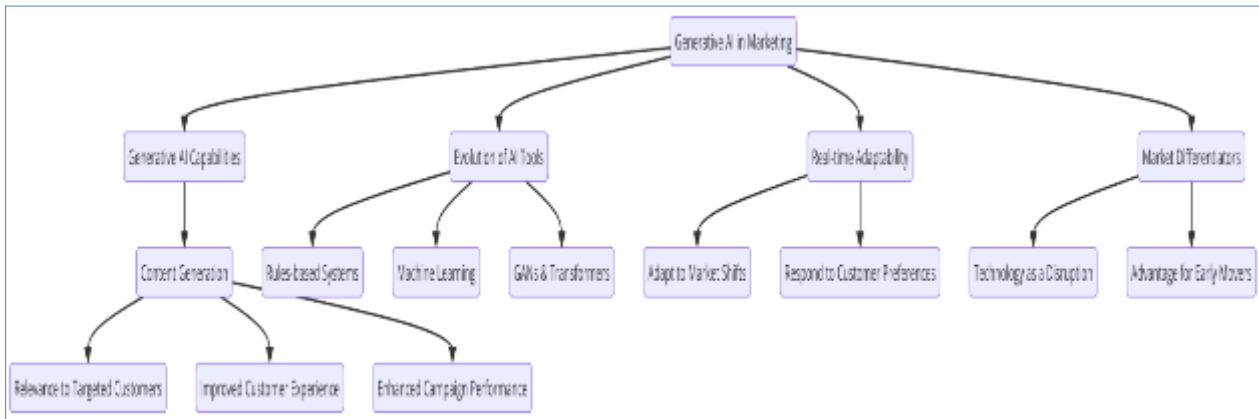 Generative AI in Marketing
Generative AI Capabilities
Evolution of AI Tools
Real-time Adaptability
Market Differentiators
Content Generation
Rules-based Systems
Machine Learning
GANs & Transformers
Adapt to Market Shifts
Respond to Customer Preferences
Technology as a Disruption
Advantage for Early Movers
Relevance to Targeted Customers
Improved Customer Experience
Enhanced Campaign Performance